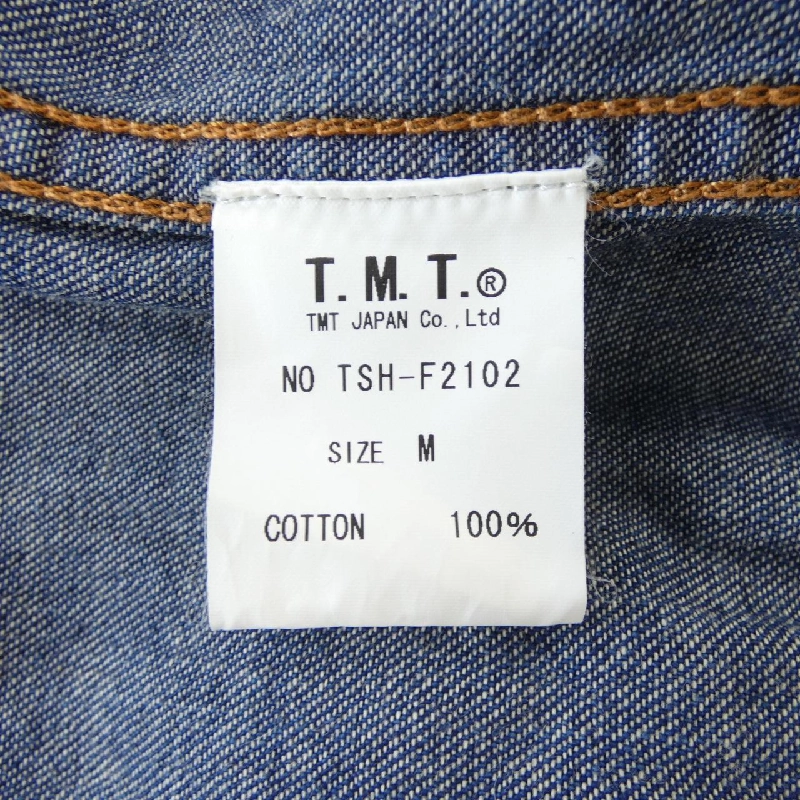 T.M.T.®
TMT JAPAN Co.,Ltd
NO TSH-F2102
SIZE M
COTTON 100%